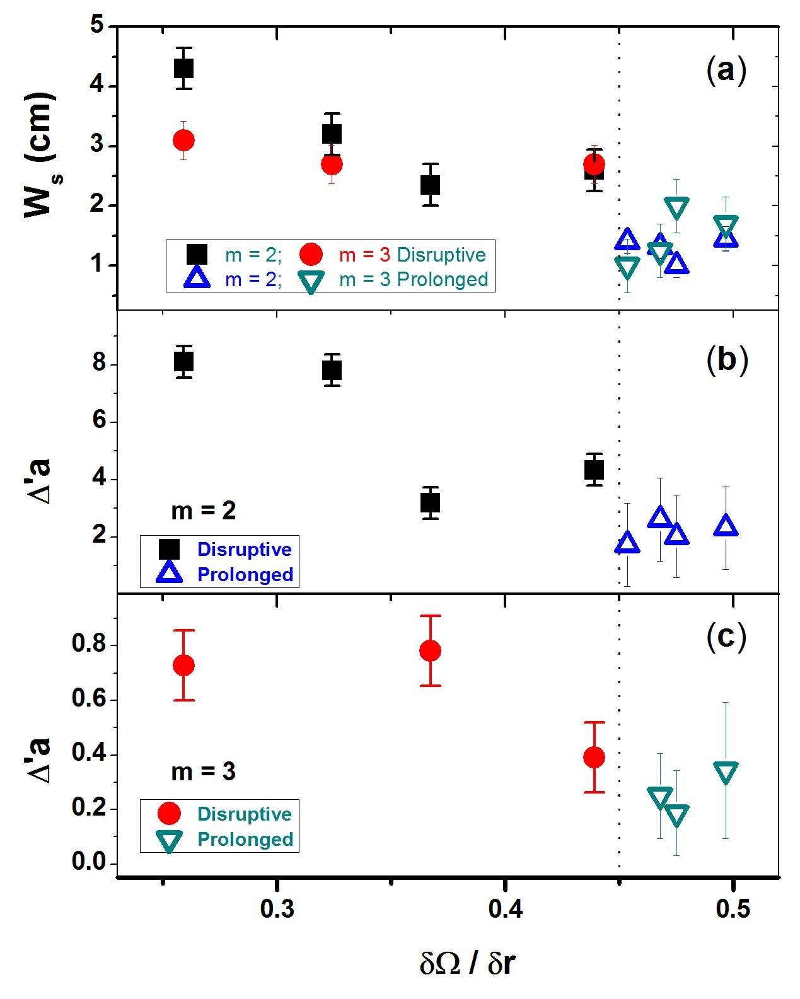 5
4
3
2
1
W s (cm)
(a)
m = 2; m = 3 Disruptive
m = 2; m = 3 Prolonged
8
6
4
2
Δ'a
(b)
m = 2
Disruptive
Prolonged
0.8
0.6
0.4
0.2
0.0
Δ'a
(c)
m = 3
Disruptive
Prolonged
0.3 0.4 0.5
δΩ / δr